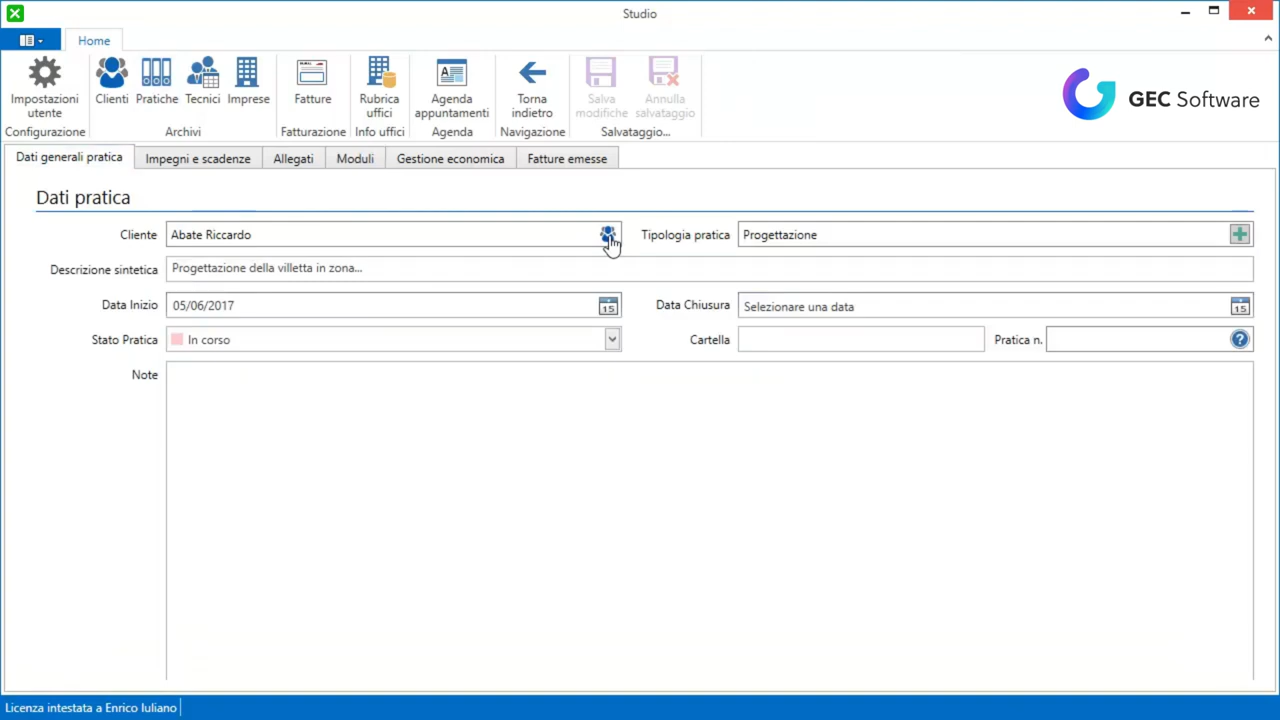 Studio
Home
Impostazioni utente
Clienti
Pratiche
Tecnici
Imprese
Fatture
Rubrica uffici
Agenda appuntamenti
Torna indietro
Salva modifiche
Annulla salvataggio
Configurazione
Archivi
Fatturazione
Info uffici
Agenda
Navigazione
Salvataggio...
GEC Software
Dati generali pratica
Impegni e scadenze
Allegati
Moduli
Gestione economica
Fatture emesse
Dati pratica
Cliente Abate Riccardo
Tipologia pratica Progettazione
Descrizione sintetica Progettazione della villetta in zona...
Data Inizio 05/06/2017 15
Data Chiusura Selezionare una data 15
Stato Pratica In corso
Cartella
Pratica n. ?
Note
Licenza intestata a Enrico Iuliano